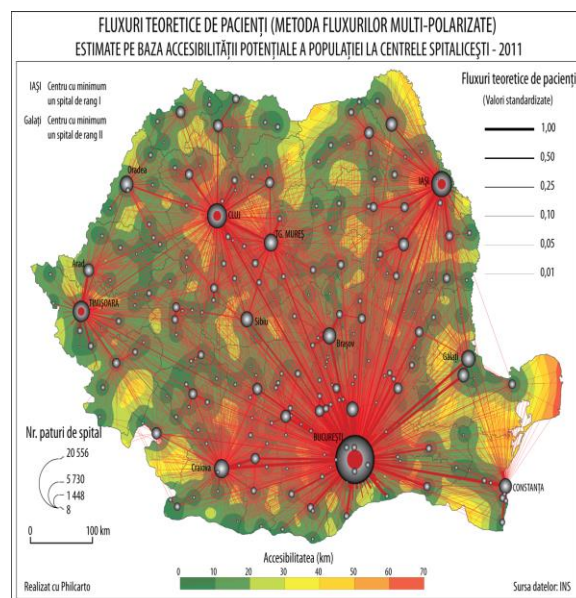 FLUXURI TEORETICE DE PACIENȚI (METODA FLUXURILOR MULTI-POLARIZATE)
ESTIMATE PE BAZA ACCESIBILITĂȚII POTENȚIALE A POPULAȚIEI LA CENTRELE SPITALICEȘTI - 2011
IAȘI Centru cu minimum
un spital de rang I
Galați Centru cu minimum
un spital de rang II
Fluxuri teoretice de pacienți
(Valori standardizate)
1,00
0,50
0,25
0,10
0,05
0,01
Oradea
IAȘI
CLUJ
TG. MUREȘ
Arad
TIMIȘOARA
Sibiu
Brașov
Galați
BUCUREȘTI
Craiova
CONSTANȚA
Nr. paturi de spital
20 556
5 730
1 448
8
0 100 km
Accesibilitatea (km)
0 10 20 30 40 50 60 70
Realizat cu Philcarto
Sursa datelor: INS